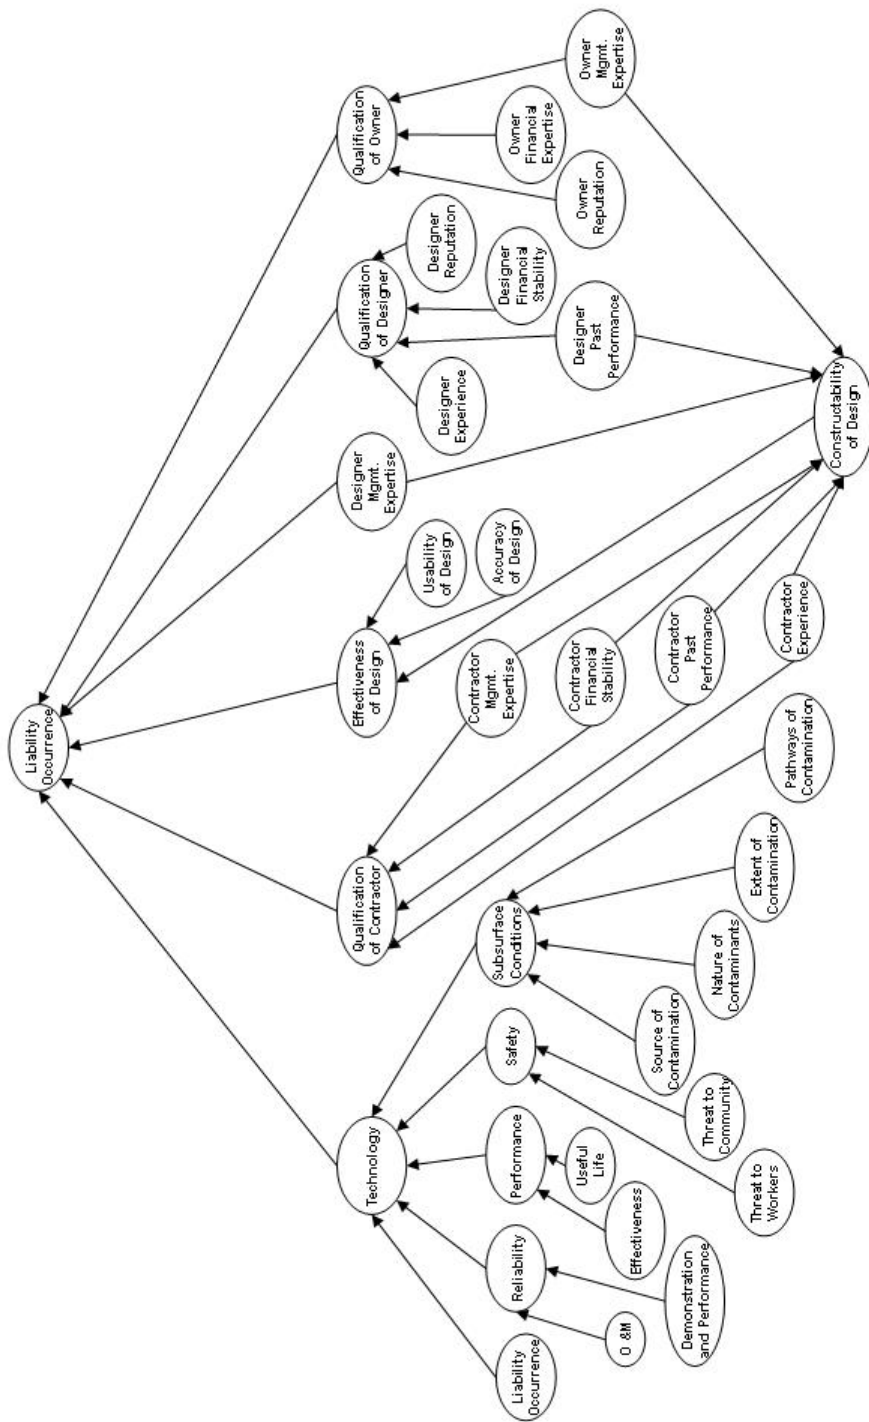 Liability
Occurrence
Technology
Qualification
of Contractor
Effectiveness
of Design
Designer
Mgmt.
Expertise
Qualification
of Designer
Qualification
of Owner
Liability
Occurrence
Reliability
Performance
Safety
Subsurface
Conditions
Contractor
Mgmt.
Expertise
Usability
of Design
Accuracy
of Design
Designer
Experience
Designer
Reputation
Designer
Financial
Stability
Owner
Financial
Expertise
Owner
Mgmt.
Expertise
O &M
Demonstration
and Performance
Effectiveness
Useful
Life
Threat to
Workers
Threat to
Community
Source of
Contamination
Nature of
Contaminants
Extent of
Contamination
Pathways of
Contamination
Contractor
Financial
Stability
Contractor
Past
Performance
Contractor
Experience
Designer
Past
Performance
Owner
Reputation
Constructability
of Design